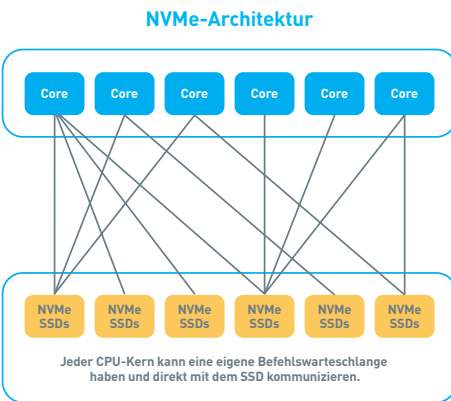 NVMe-Architektur
Core Core Core Core Core Core
NVMe NVMe NVMe NVMe NVMe NVMe
SSDs SSDs SSDs SSDs SSDs SSDs
Jeder CPU-Kern kann eine eigene Befehlswarteschlange
haben und direkt mit dem SSD kommunizieren.